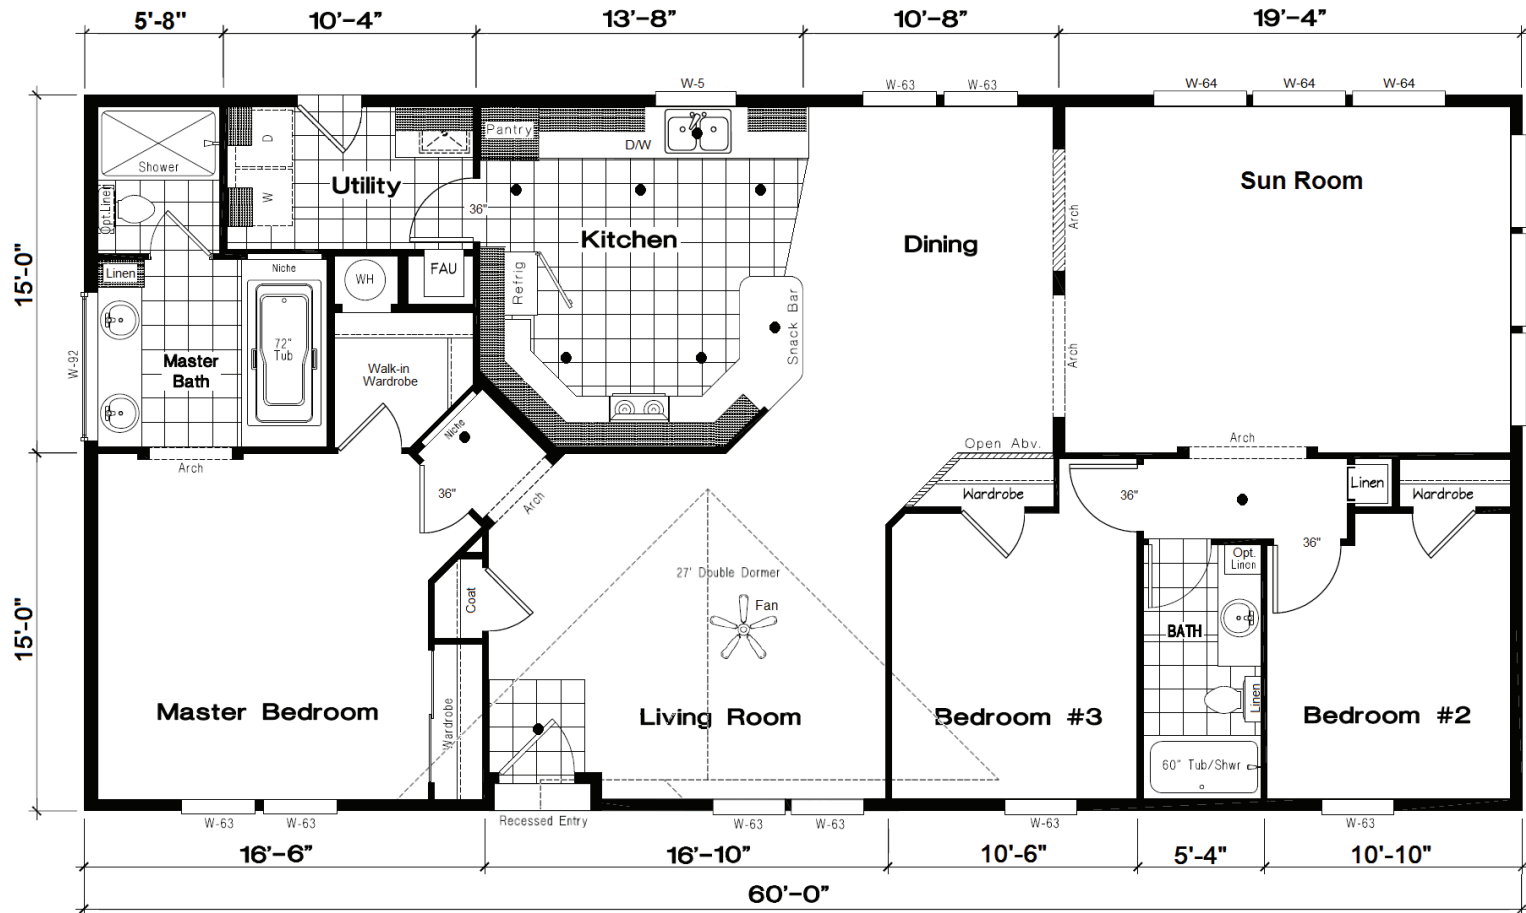 5'-8"
10'-4"
13'-8"
10'-8"
19'-4"
W-5
W-63
W-63
W-64
W-64
W-64
Shower
D
W
Utility
Pantry
D/W
36"
Kitchen
Dining
Sun Room
Arch
Opt.Linen
15'-0"
Linen
Niche
WH
FAU
Refrig
Snack Bar
Arch
W-92
72"
Tub
Master
Bath
Walk-in
Wardrobe
Niche
Arch
36"
Arch
Open Abv.
Wardrobe
Arch
36"
Linen
Wardrobe
36"
Opt.
Linen
27' Double Dormer
Fan
Coat
BATH
15'-0"
Master Bedroom
Wardrobe
Living Room
Bedroom #3
Linen
Bedroom #2
60" Tub/Shwr
W-63
W-63
Recessed Entry
W-63
W-63
W-63
W-63
16'-6"
16'-10"
10'-6"
5'-4"
10'-10"
60'-0"